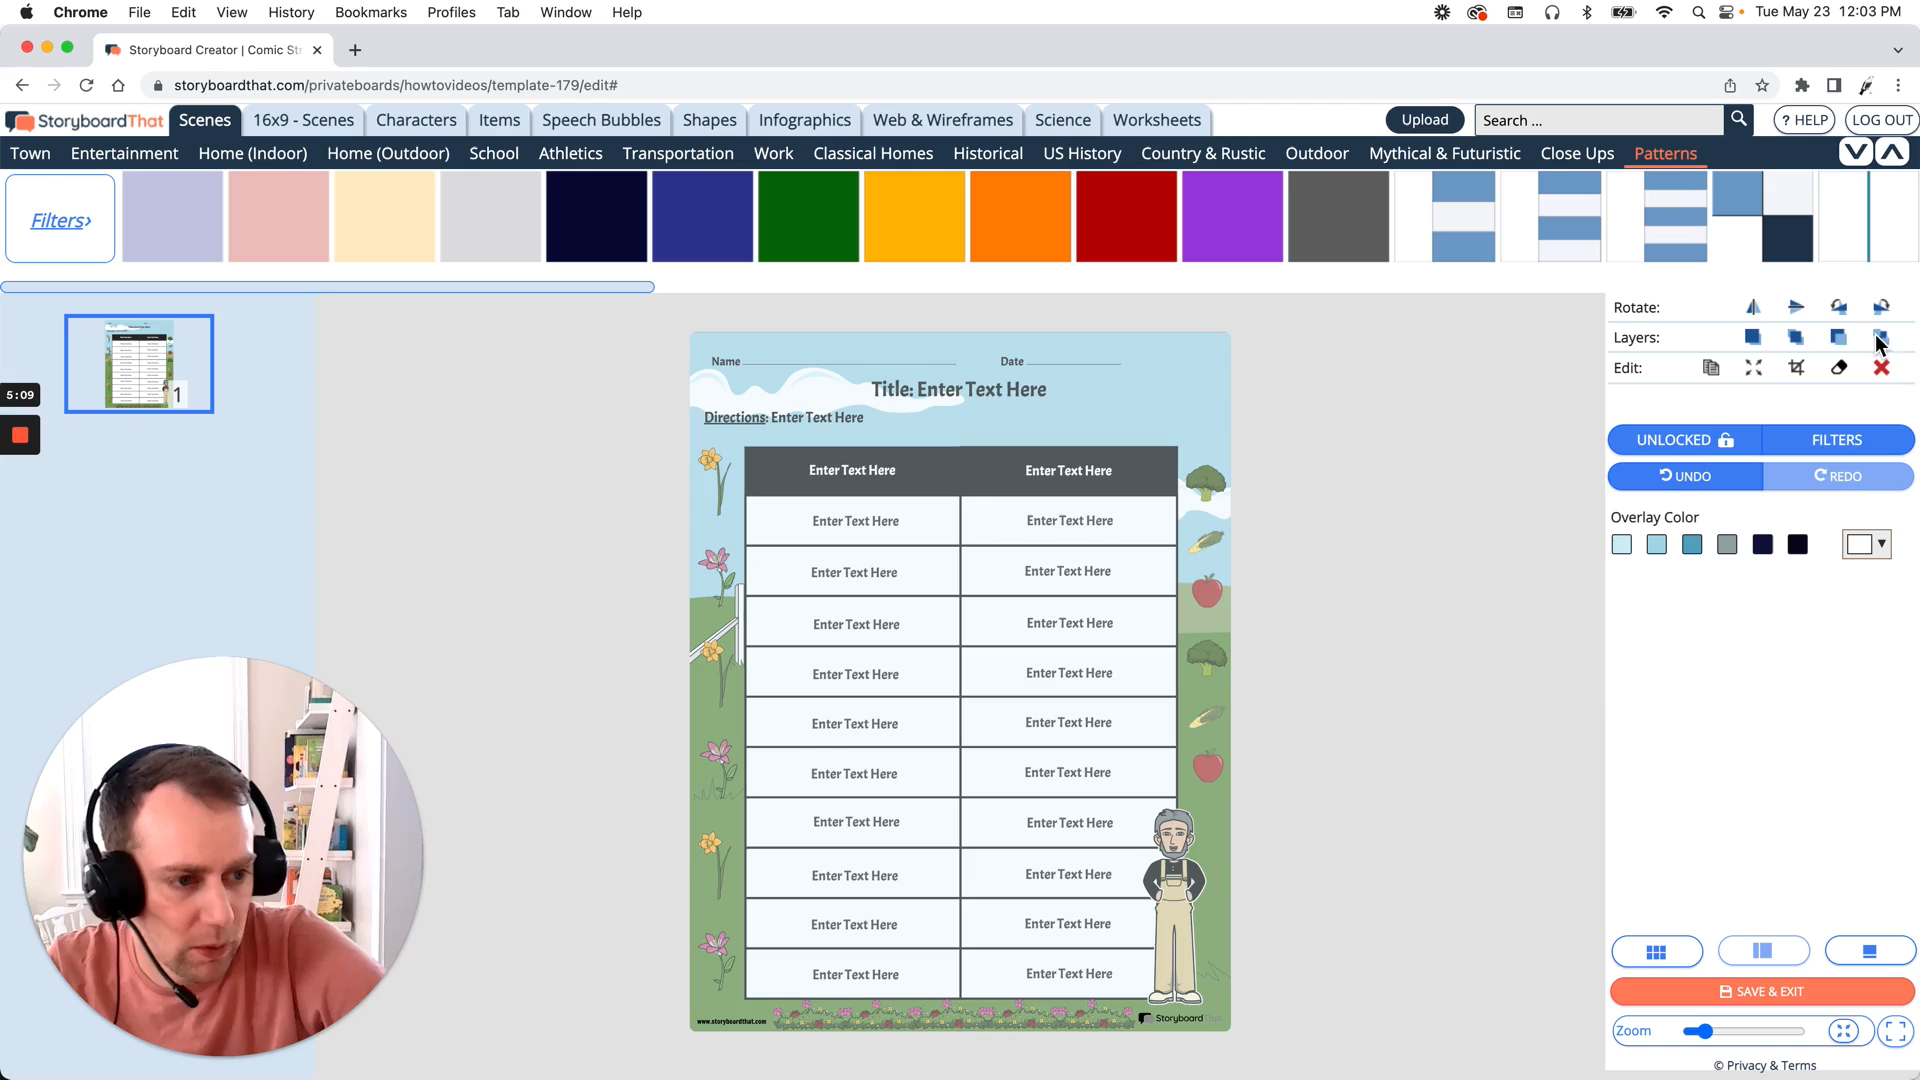 Chrome File Edit View History Bookmarks Profiles Tab Window Help Tue May 23 12:03 PM
Storyboard Creator | Comic St
storyboardthat.com/privateboards/howtovideos/template-179/edit#
StoryboardThat Scenes 16x9 - Scenes Characters Items Speech Bubbles Shapes Infographics Web & Wireframes Science Worksheets Upload Search ... ? HELP LOG OUT
Town Entertainment Home (Indoor) Home (Outdoor) School Athletics Transportation Work Classical Homes Historical US History Country & Rustic Outdoor Mythical & Futuristic Close Ups Patterns
Filters›
Rotate:
Layers:
Edit:
UNLOCKED FILTERS
UNDO REDO
Overlay Color
5:09
1
Name Date
Title: Enter Text Here
Directions: Enter Text Here
Enter Text Here Enter Text Here
Enter Text Here Enter Text Here
Enter Text Here Enter Text Here
Enter Text Here Enter Text Here
Enter Text Here Enter Text Here
Enter Text Here Enter Text Here
Enter Text Here Enter Text Here
Enter Text Here Enter Text Here
Enter Text Here Enter Text Here
Enter Text Here Enter Text Here
Enter Text Here Enter Text Here
www.storyboardthat.com StoryboardThat
SAVE & EXIT
Zoom
© Privacy & Terms